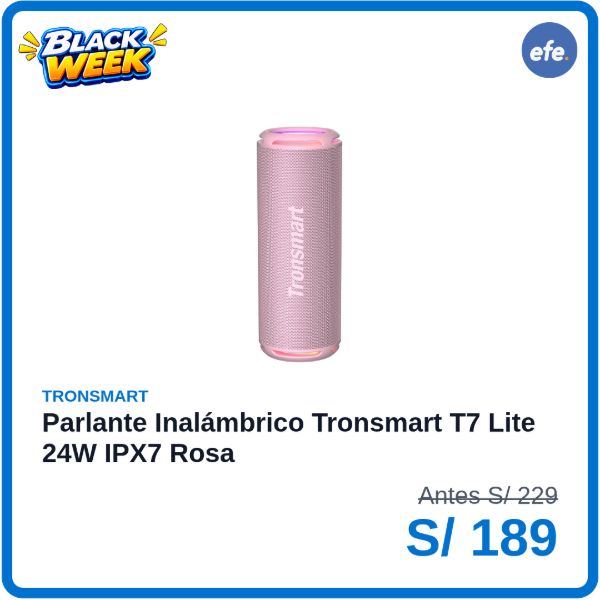 BLACK
WEEK
efe.
Tronsmart
TRONSMART
Parlante Inalámbrico Tronsmart T7 Lite
24W IPX7 Rosa
Antes S/ 229
S/ 189